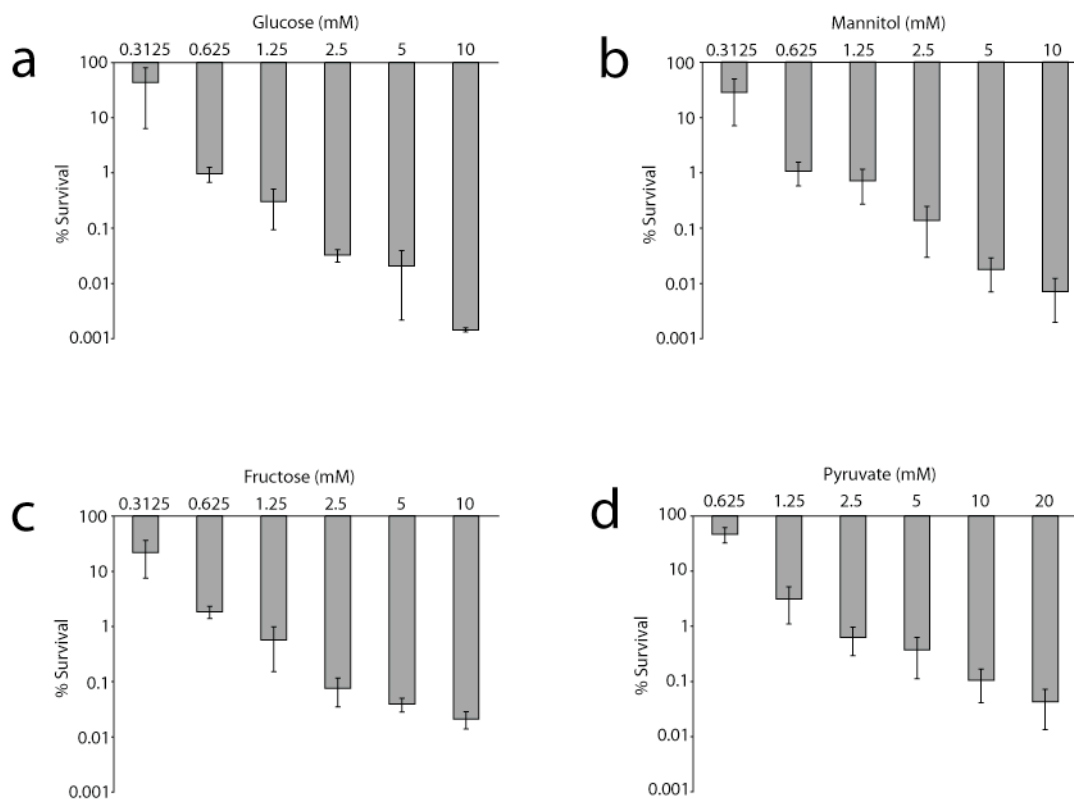 a
Glucose (mM)
0.3125 0.625 1.25 2.5 5 10
100
10
1
0.1
0.01
0.001
% Survival
b
Mannitol (mM)
0.3125 0.625 1.25 2.5 5 10
100
10
1
0.1
0.01
0.001
% Survival
c
Fructose (mM)
0.3125 0.625 1.25 2.5 5 10
100
10
1
0.1
0.01
0.001
% Survival
d
Pyruvate (mM)
0.625 1.25 2.5 5 10 20
100
10
1
0.1
0.01
0.001
% Survival